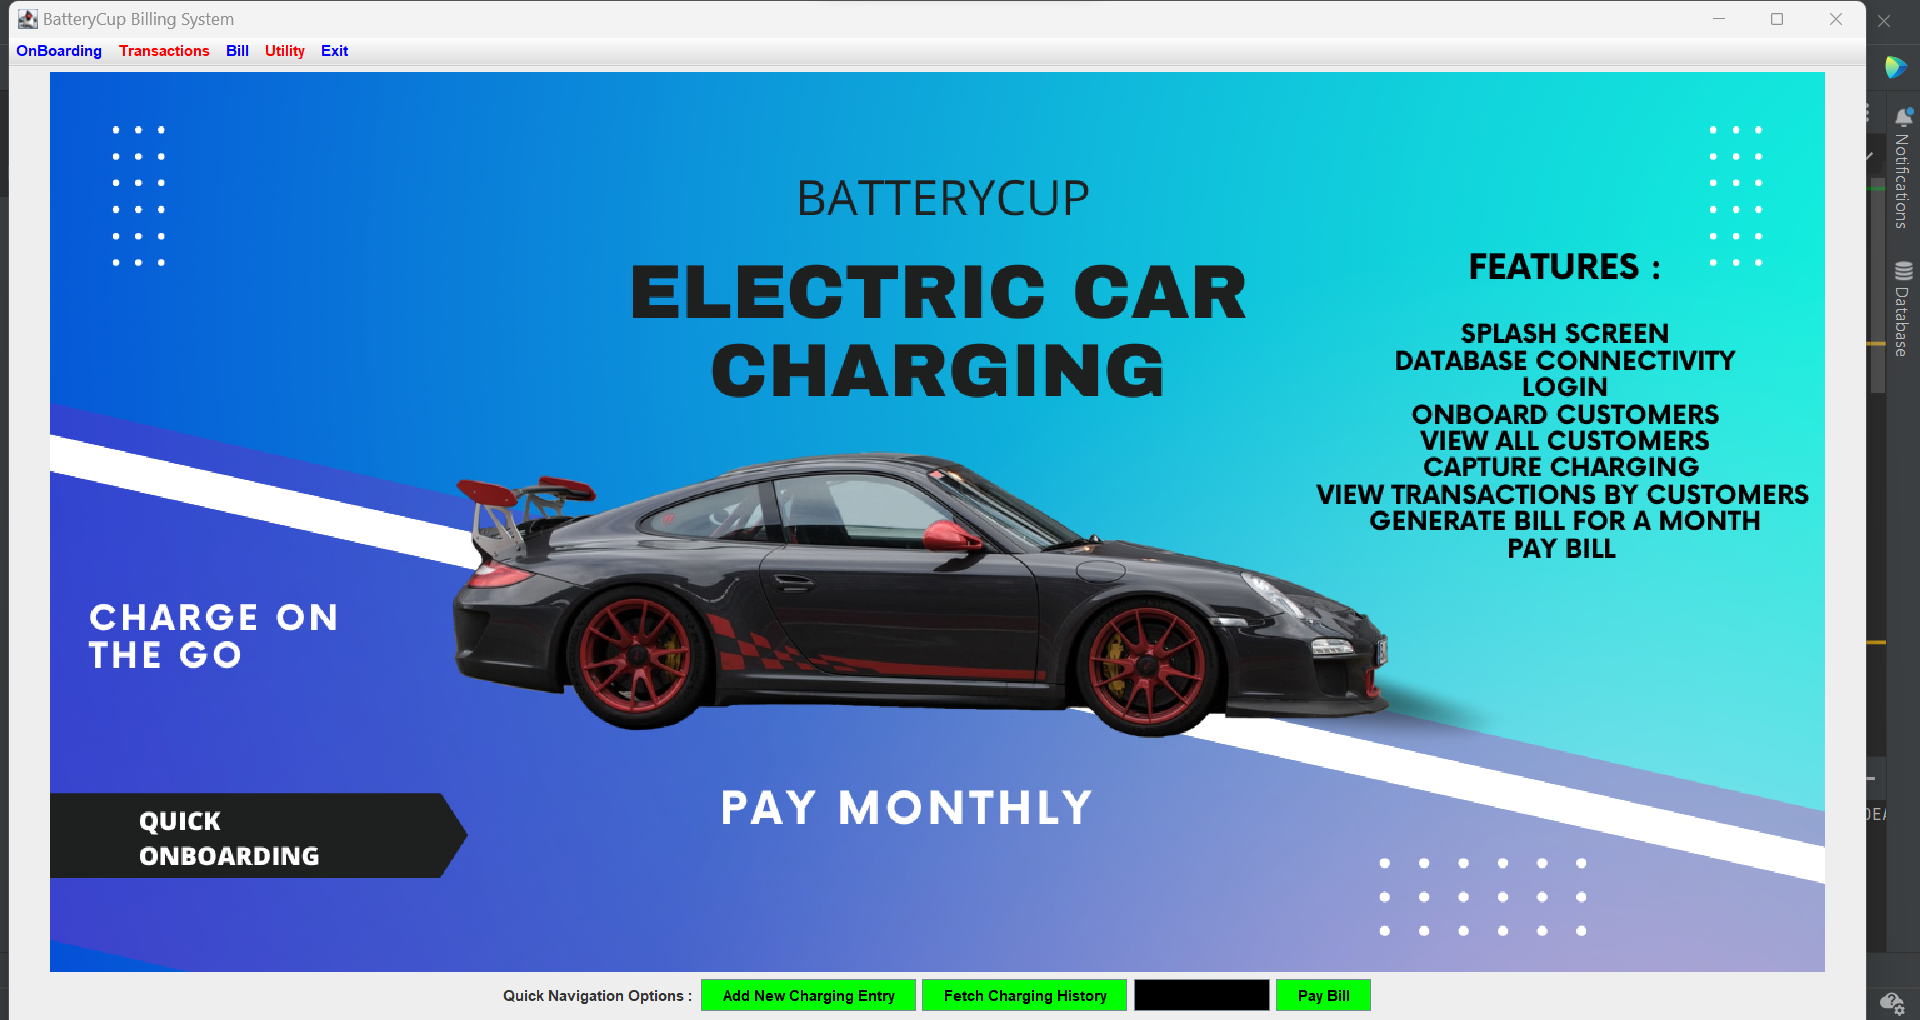 BatteryCup Billing System
OnBoarding Transactions Bill Utility Exit
BATTERYCUP
ELECTRIC CAR
CHARGING
FEATURES :
SPLASH SCREEN
DATABASE CONNECTIVITY
LOGIN
ONBOARD CUSTOMERS
VIEW ALL CUSTOMERS
CAPTURE CHARGING
VIEW TRANSACTIONS BY CUSTOMERS
GENERATE BILL FOR A MONTH
PAY BILL
CHARGE ON
THE GO
PAY MONTHLY
QUICK
ONBOARDING
Quick Navigation Options : Add New Charging Entry Fetch Charging History Pay Bill
Notifications
Database